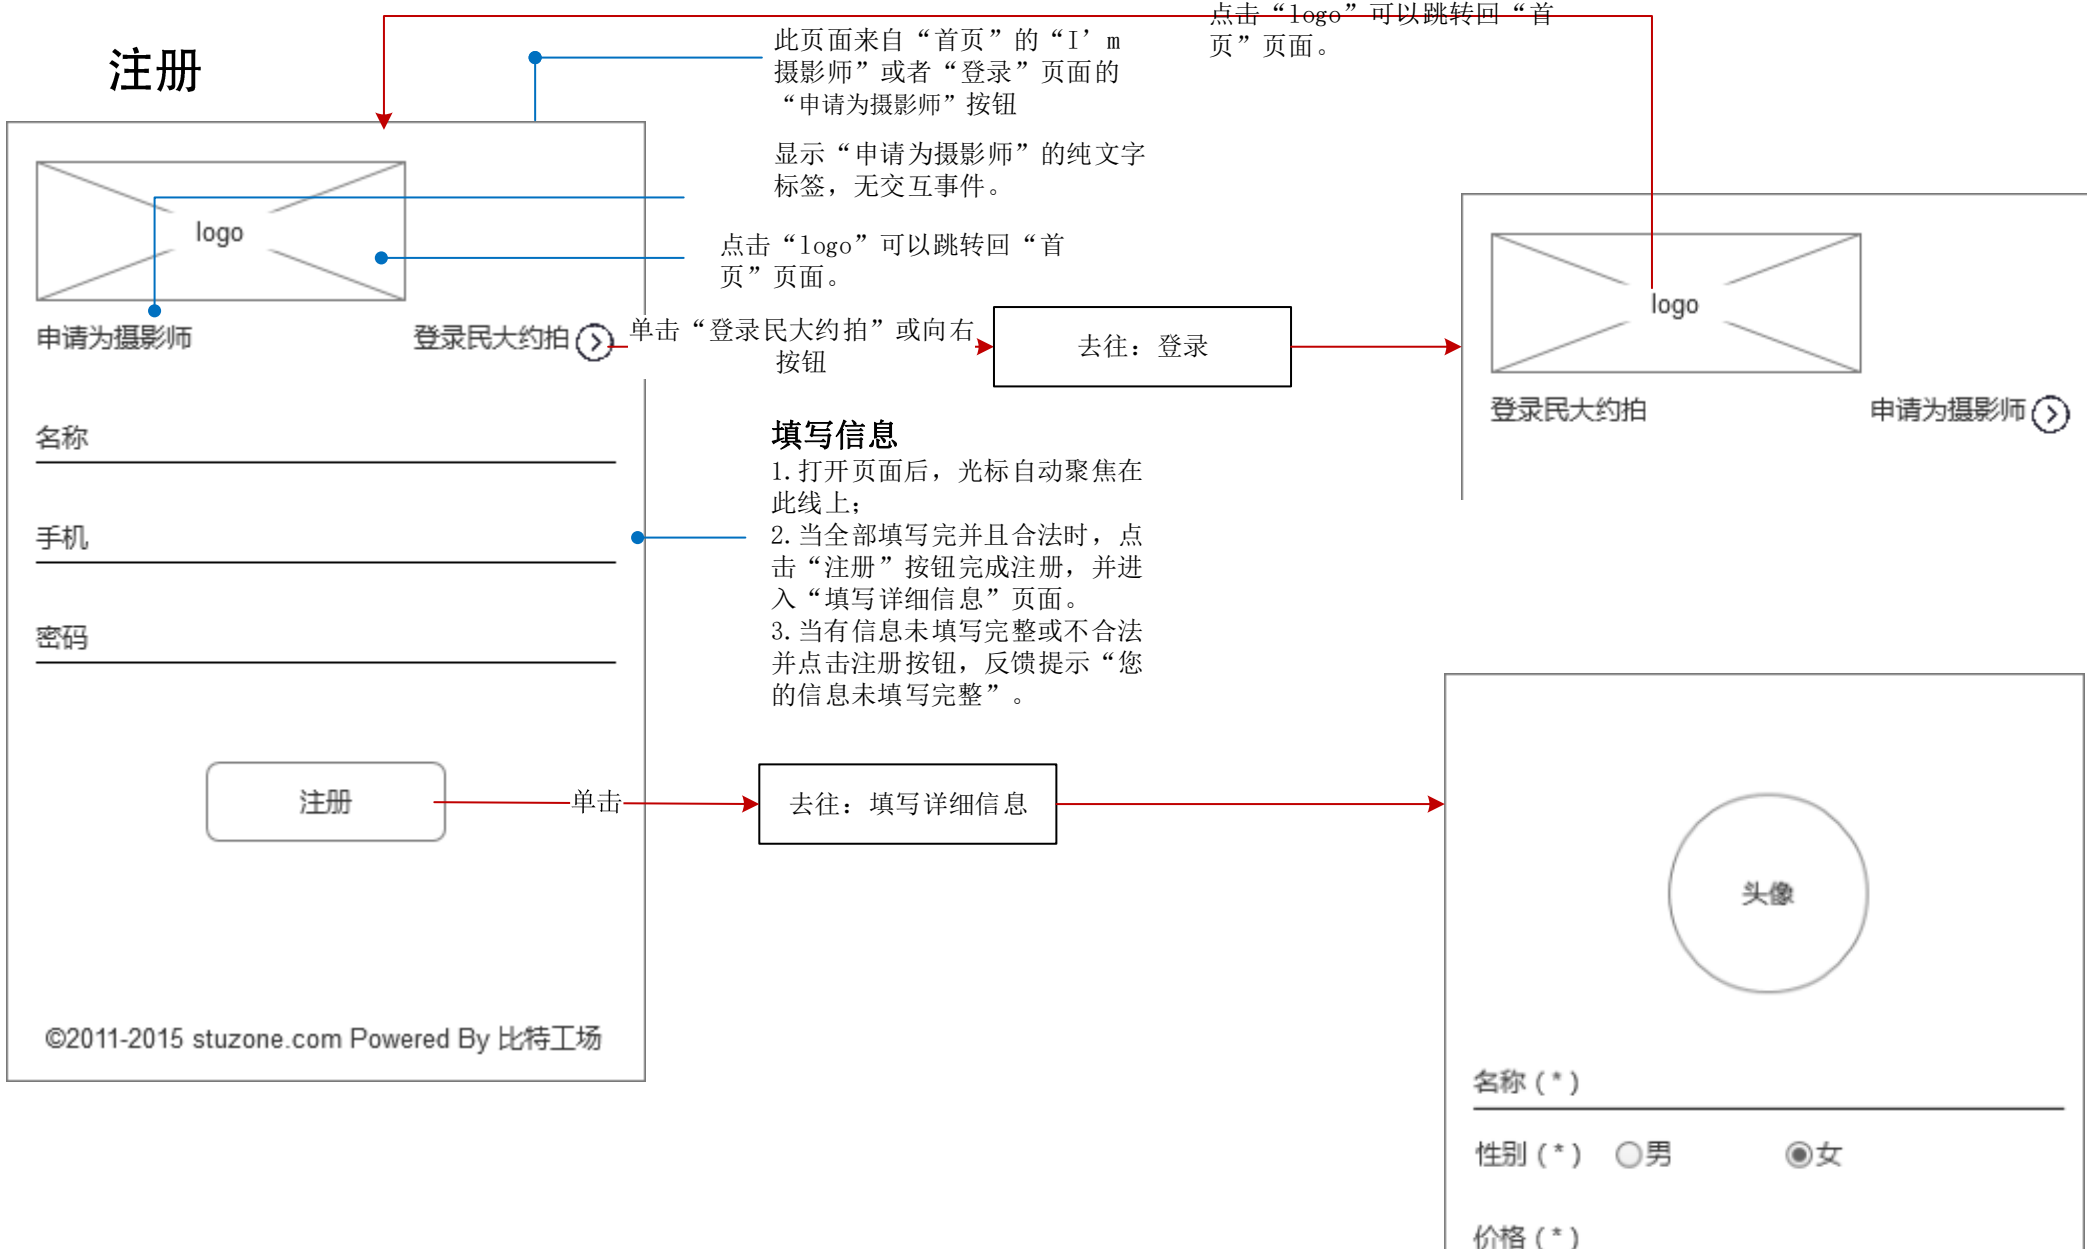 注册
点击“logo”可以跳转回“首
页”页面。
此页面来自“首页”的“I’m
摄影师”或者“登录”页面的
“申请为摄影师”按钮
显示“申请为摄影师”的纯文字
标签，无交互事件。
logo
点击“logo”可以跳转回“首
页”页面。
申请为摄影师
登录民大约拍
单击“登录民大约拍”或向右
按钮
去往：登录
logo
登录民大约拍
申请为摄影师
名称
手机
密码
填写信息
1.打开页面后，光标自动聚焦在
此线上；
2.当全部填写完并且合法时，点
击“注册”按钮完成注册，并进
入“填写详细信息”页面。
3.当有信息未填写完整或不合法
并点击注册按钮，反馈提示“您
的信息未填写完整”。
注册
单击
去往：填写详细信息
头像
©2011-2015 stuzone.com Powered By 比特工场
名称 ( * )
性别 ( * ) 男 女
价格 ( * )